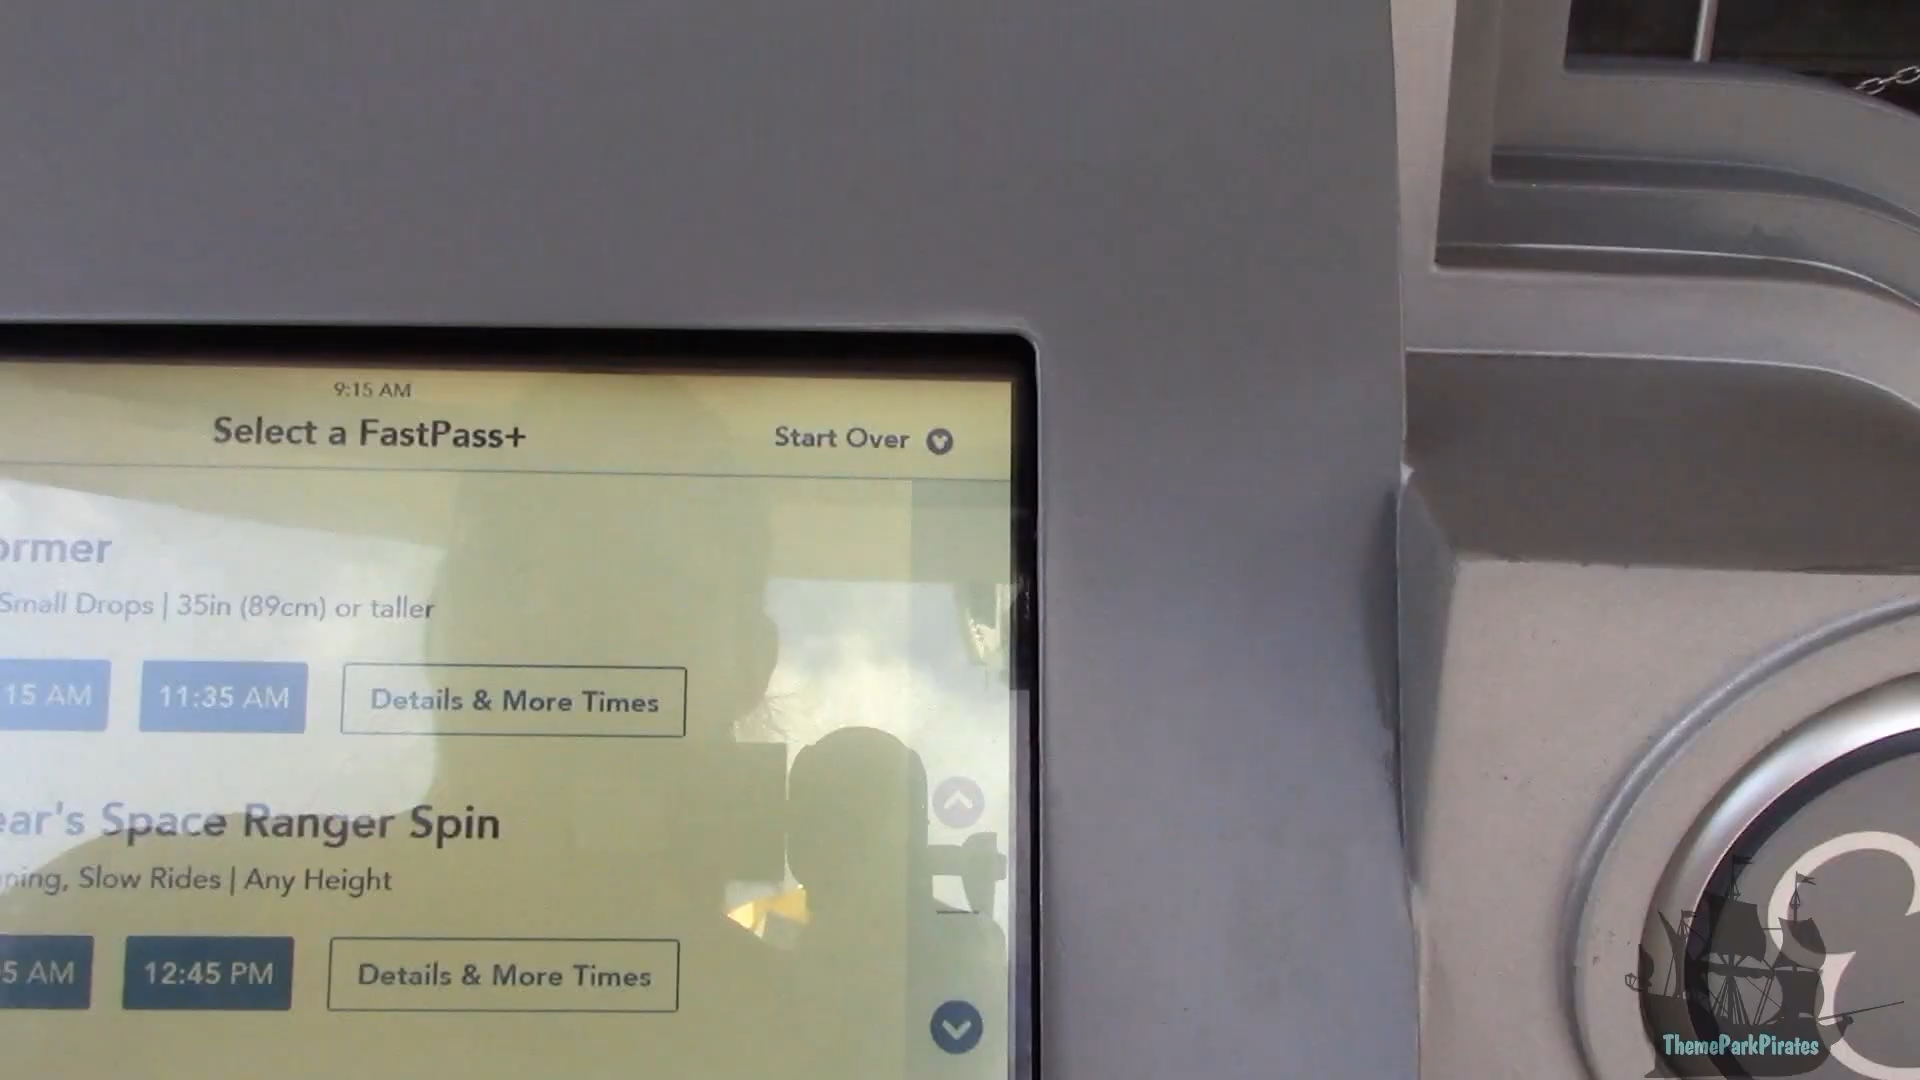 9:15 AM
Select a FastPass+
Start Over
ormer
Small Drops | 35in (89cm) or taller
15 AM
11:35 AM
Details & More Times
ear's Space Ranger Spin
ning, Slow Rides | Any Height
5 AM
12:45 PM
Details & More Times
ThemeParkPirates